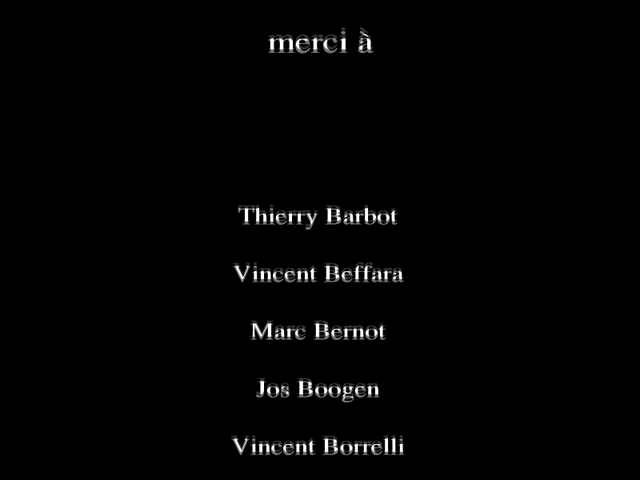 merci à
Thierry Barbot
Vincent Beffara
Marc Bernot
Jos Boogen
Vincent Borrelli